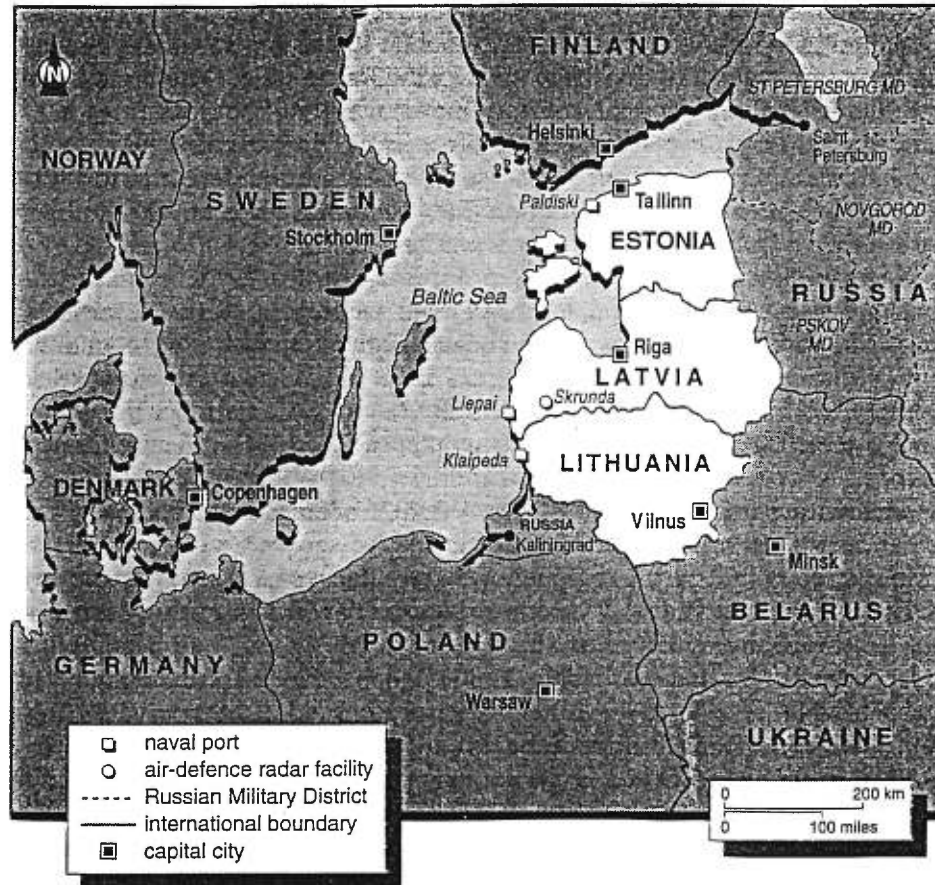 N
FINLAND
ST PETERSBURG MD
Helsinki
Saint
Petersburg
NORWAY
SWEDEN
Paldiski
Tallinn
NOVGOROD
MD
Stockholm
ESTONIA
Baltic Sea
RUSSIA
PSKOV
MD
Riga
LATVIA
Liepai
Skrunda
Klaipeda
LITHUANIA
DENMARK
Copenhagen
Vilnus
RUSSIA
Kaliningrad
Minsk
BELARUS
POLAND
GERMANY
Warsaw
UKRAINE
naval port
air-defence radar facility
Russian Military District
international boundary
capital city
0 200 km
0 100 miles